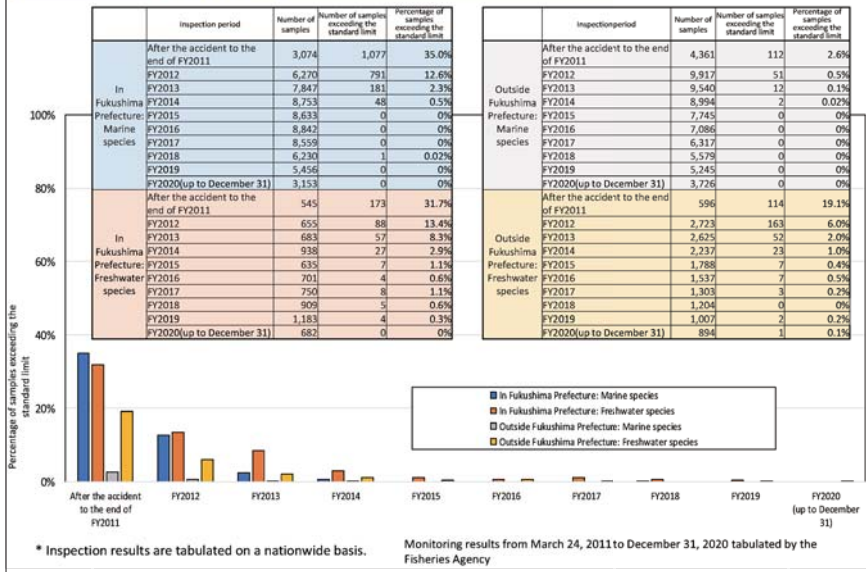 Inspection period Number of samples Number of samples exceeding the standard limit Percentage of samples exceeding the standard limit
In Fukushima Prefecture: Marine species
After the accident to the end of FY2011 3,074 1,077 35.0%
FY2012 6,270 791 12.6%
FY2013 7,847 181 2.3%
FY2014 8,753 48 0.5%
FY2015 8,633 0 0%
FY2016 8,842 0 0%
FY2017 8,559 0 0%
FY2018 6,230 1 0.02%
FY2019 5,456 0 0%
FY2020(up to December 31) 3,153 0 0%
In Fukushima Prefecture: Freshwater species
After the accident to the end of FY2011 545 173 31.7%
FY2012 655 88 13.4%
FY2013 683 57 8.3%
FY2014 938 27 2.9%
FY2015 635 7 1.1%
FY2016 701 4 0.6%
FY2017 750 8 1.1%
FY2018 909 5 0.6%
FY2019 1,183 4 0.3%
FY2020(up to December 31) 682 0 0%
Inspectionperiod Number of samples Number of samples exceeding the standard limit Percentage of samples exceeding the standard limit
Outside Fukushima Prefecture: Marine species
After the accident to the end of FY2011 4,361 112 2.6%
FY2012 9,917 51 0.5%
FY2013 9,540 12 0.1%
FY2014 8,994 2 0.02%
FY2015 7,745 0 0%
FY2016 7,086 0 0%
FY2017 6,317 0 0%
FY2018 5,579 0 0%
FY2019 5,245 0 0%
FY2020(up to December 31) 3,726 0 0%
Outside Fukushima Prefecture: Freshwater species
After the accident to the end of FY2011 596 114 19.1%
FY2012 2,723 163 6.0%
FY2013 2,625 52 2.0%
FY2014 2,237 23 1.0%
FY2015 1,788 7 0.4%
FY2016 1,537 7 0.5%
FY2017 1,303 3 0.2%
FY2018 1,204 0 0%
FY2019 1,007 2 0.2%
FY2020(up to December 31) 894 1 0.1%
Percentage of samples exceeding the
standard limit
100%
80%
60%
40%
20%
0%
In Fukushima Prefecture: Marine species
In Fukushima Prefecture: Freshwater species
Outside Fukushima Prefecture: Marine species
Outside Fukushima Prefecture: Freshwater species
After the accident to the end of FY2011 FY2012 FY2013 FY2014 FY2015 FY2016 FY2017 FY2018 FY2019 FY2020 (up to December 31)
* Inspection results are tabulated on a nationwide basis.
Monitoring results from March 24, 2011 to December 31, 2020 tabulated by the
Fisheries Agency